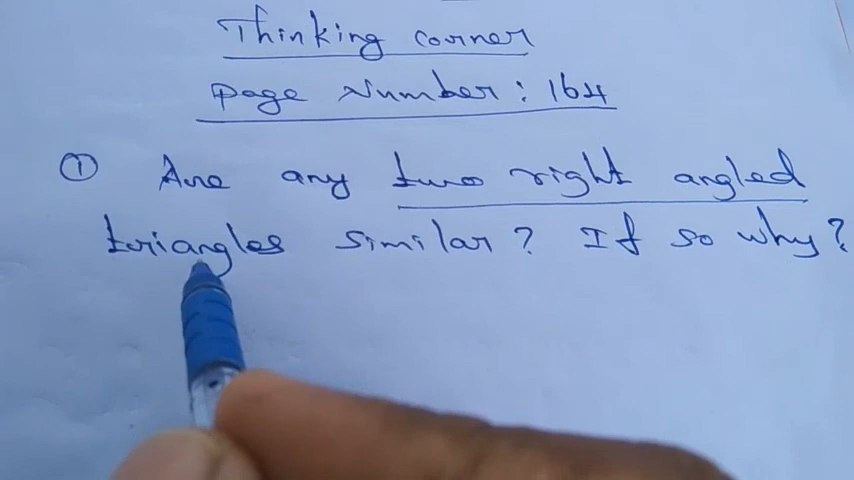 Thinking corner
Page Number: 164
① Are any two right angled
triangles similar? If so why?